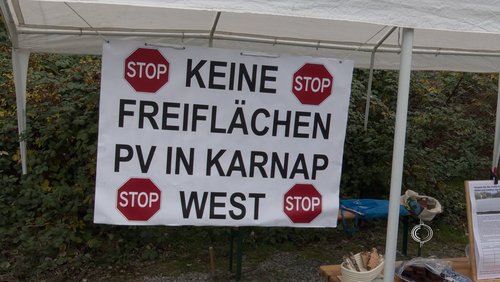 STOP KEINE STOP
FREIFLÄCHEN
PV IN KARNAP
STOP WEST STOP